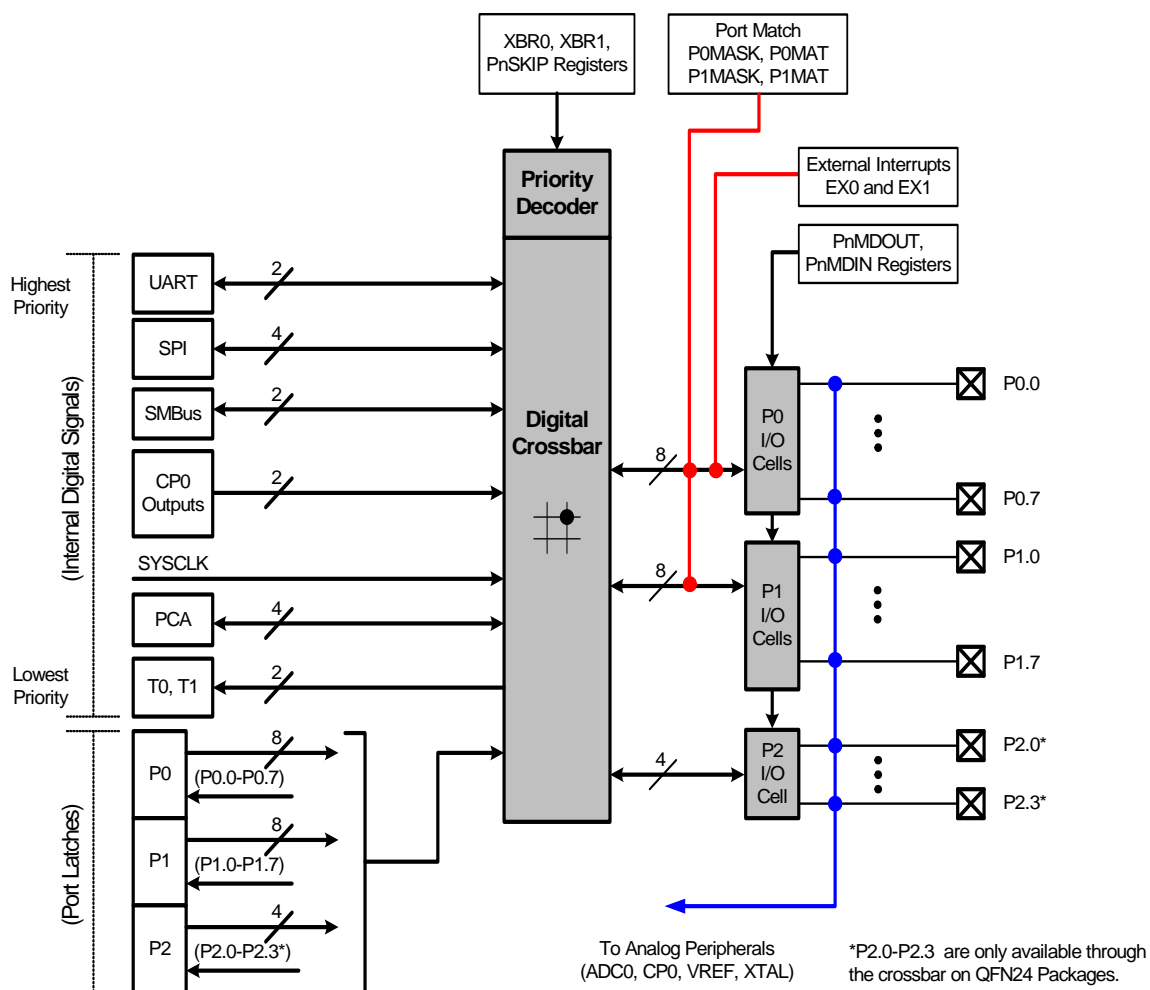 XBR0, XBR1,
PnSKIP Registers
Port Match
P0MASK, P0MAT
P1MASK, P1MAT
External Interrupts
EX0 and EX1
Priority
Decoder
PnMDOUT,
PnMDIN Registers
Highest
Priority
(Internal Digital Signals)
UART
2
SPI
4
SMBus
2
CP0
Outputs
2
SYSCLK
PCA
4
Lowest
Priority
T0, T1
2
Digital
Crossbar
8
8
4
P0
I/O
Cells
P1
I/O
Cells
P2
I/O
Cell
P0.0
P0.7
P1.0
P1.7
P2.0*
P2.3*
(Port Latches)
P0
8
(P0.0-P0.7)
P1
8
(P1.0-P1.7)
P2
4
(P2.0-P2.3*)
To Analog Peripherals
(ADC0, CP0, VREF, XTAL)
*P2.0-P2.3 are only available through
the crossbar on QFN24 Packages.